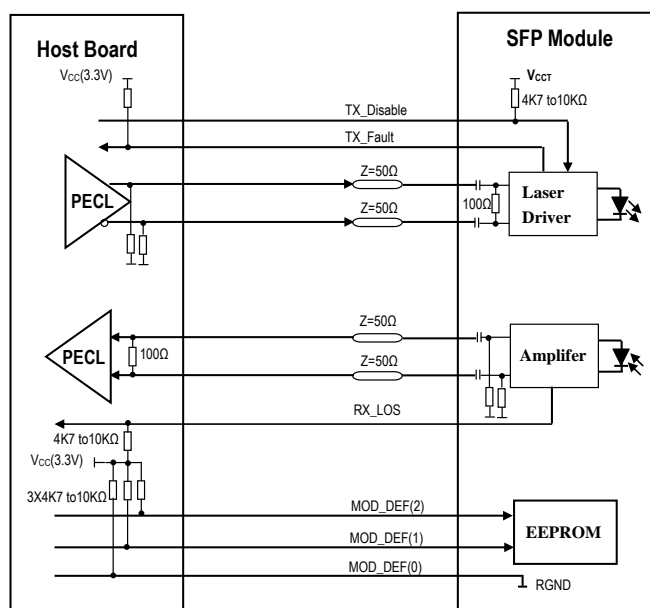 Host Board
SFP Module
VCC(3.3V)
VCCT
4K7 to10KΩ
TX_Disable
TX_Fault
Z=50Ω
PECL
100Ω
Laser
Driver
Z=50Ω
Z=50Ω
PECL
100Ω
Amplifer
Z=50Ω
RX_LOS
4K7 to10KΩ
VCC(3.3V)
3X4K7 to10KΩ
MOD_DEF(2)
EEPROM
MOD_DEF(1)
MOD_DEF(0)
RGND